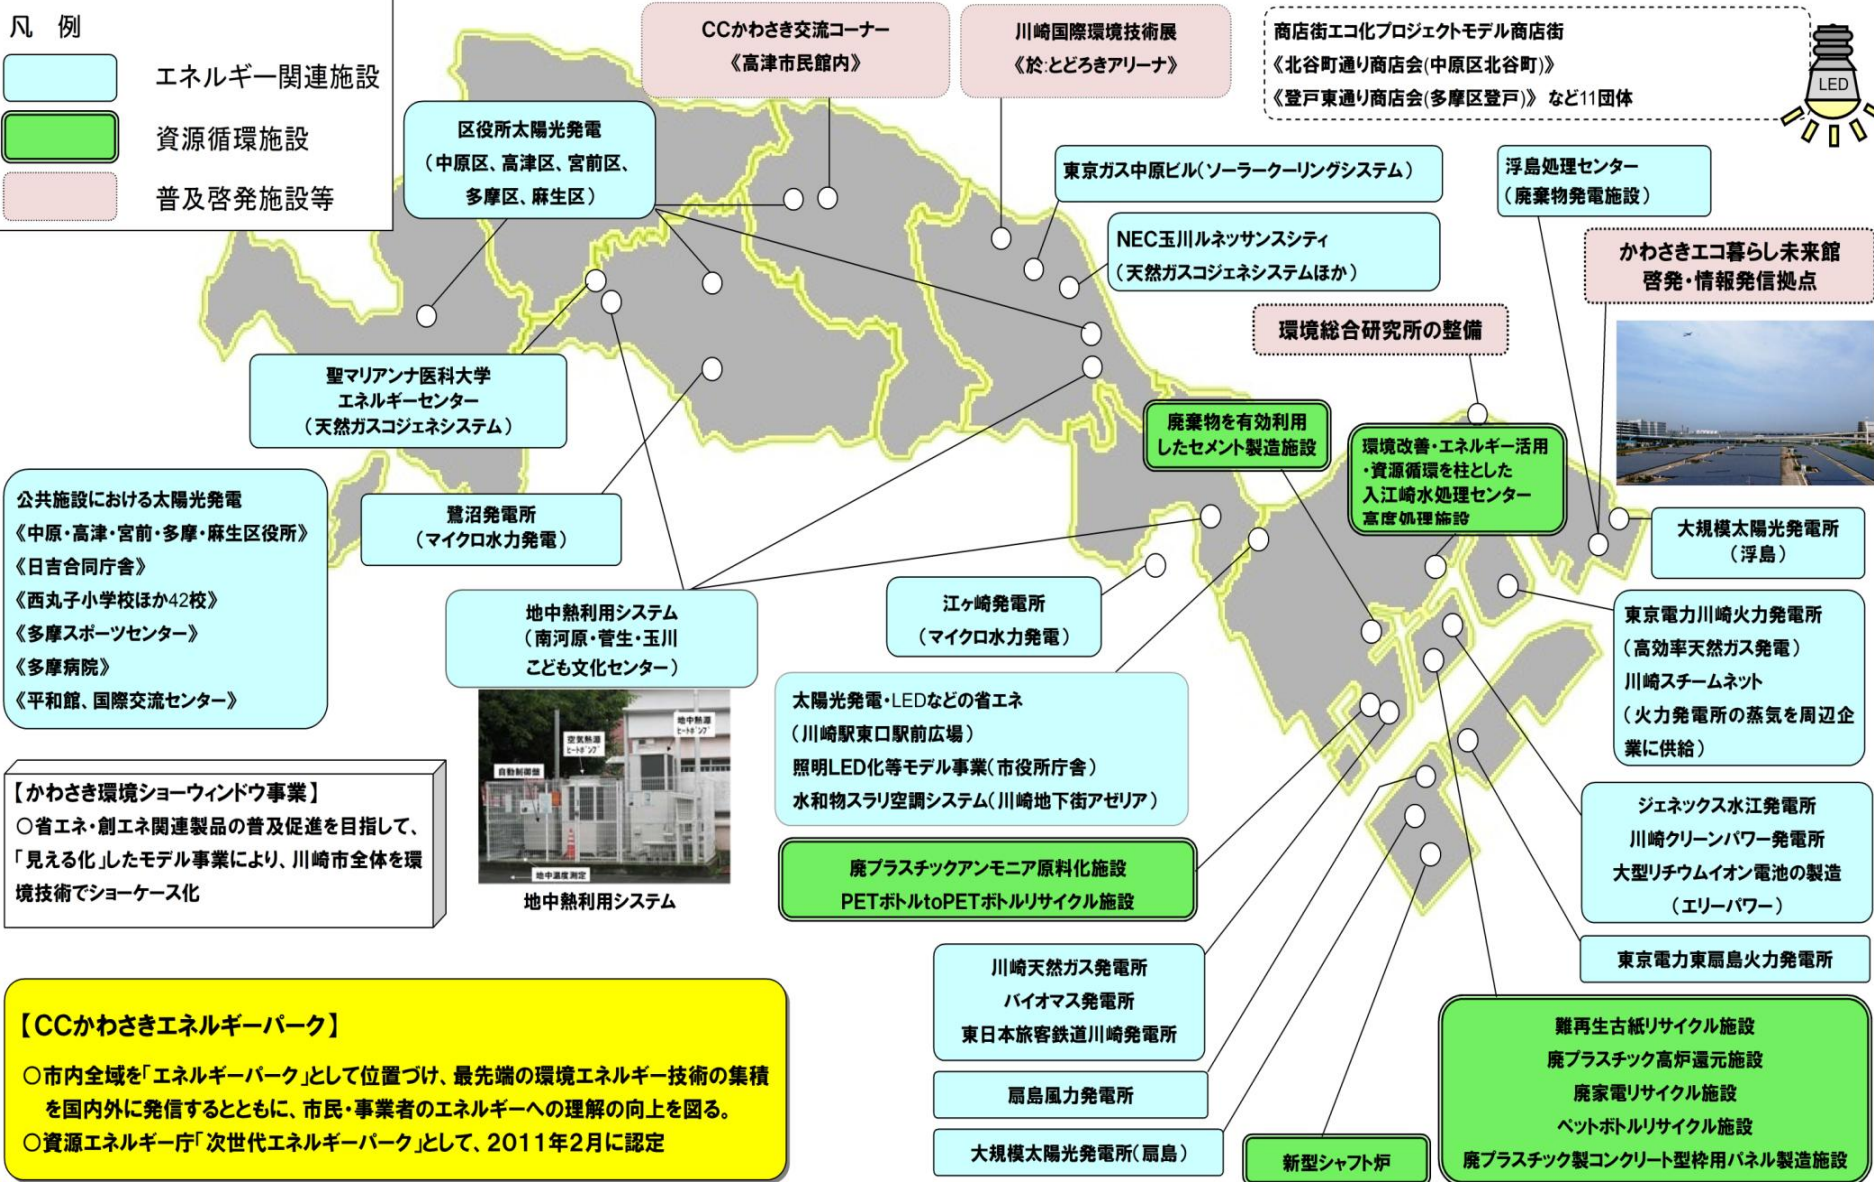 凡 例
エネルギー関連施設
資源循環施設
普及啓発施設等
CCかわさき交流コーナー
《高津市民館内》
川崎国際環境技術展
《於:とどろきアリーナ》
商店街エコ化プロジェクトモデル商店街
《北谷町通り商店会(中原区北谷町)》
《登戸東通り商店会(多摩区登戸)》 など11団体
LED
区役所太陽光発電
(中原区、高津区、宮前区、
多摩区、麻生区)
東京ガス中原ビル(ソーラークーリングシステム)
NEC玉川ルネッサンスシティ
(天然ガスコジェネシステムほか)
浮島処理センター
(廃棄物発電施設)
かわさきエコ暮らし未来館
啓発・情報発信拠点
環境総合研究所の整備
聖マリアンナ医科大学
エネルギーセンター
(天然ガスコジェネシステム)
廃棄物を有効利用
したセメント製造施設
環境改善・エネルギー活用
・資源循環を柱とした
入江崎水処理センター
高度処理施設
公共施設における太陽光発電
《中原・高津・宮前・多摩・麻生区役所》
《日吉合同庁舎》
《西丸子小学校ほか42校》
《多摩スポーツセンター》
《多摩病院》
《平和館、国際交流センター》
鷺沼発電所
(マイクロ水力発電)
大規模太陽光発電所
(浮島)
地中熱利用システム
(南河原・菅生・玉川
こども文化センター)
江ヶ崎発電所
(マイクロ水力発電)
東京電力川崎火力発電所
(高効率天然ガス発電)
川崎スチームネット
(火力発電所の蒸気を周辺企
業に供給)
太陽光発電・LEDなどの省エネ
(川崎駅東口駅前広場)
照明LED化等モデル事業(市役所庁舎)
水和物スラリ空調システム(川崎地下街アゼリア)
地中熱源
ヒートポンプ
空気熱源
ヒートポンプ
自動制御盤
地中温度測定
地中熱利用システム
【かわさき環境ショーウィンドウ事業】
○省エネ・創エネ関連製品の普及促進を目指して、
「見える化」したモデル事業により、川崎市全体を環
境技術でショーケース化
ジェネックス水江発電所
川崎クリーンパワー発電所
大型リチウムイオン電池の製造
(エリーパワー)
廃プラスチックアンモニア原料化施設
PETボトルtoPETボトルリサイクル施設
東京電力東扇島火力発電所
川崎天然ガス発電所
バイオマス発電所
東日本旅客鉄道川崎発電所
【CCかわさきエネルギーパーク】
○市内全域を「エネルギーパーク」として位置づけ、最先端の環境エネルギー技術の集積
を国内外に発信するとともに、市民・事業者のエネルギーへの理解の向上を図る。
○資源エネルギー庁「次世代エネルギーパーク」として、2011年2月に認定
扇島風力発電所
大規模太陽光発電所(扇島)
新型シャフト炉
難再生古紙リサイクル施設
廃プラスチック高炉還元施設
廃家電リサイクル施設
ペットボトルリサイクル施設
廃プラスチック製コンクリート型枠用パネル製造施設